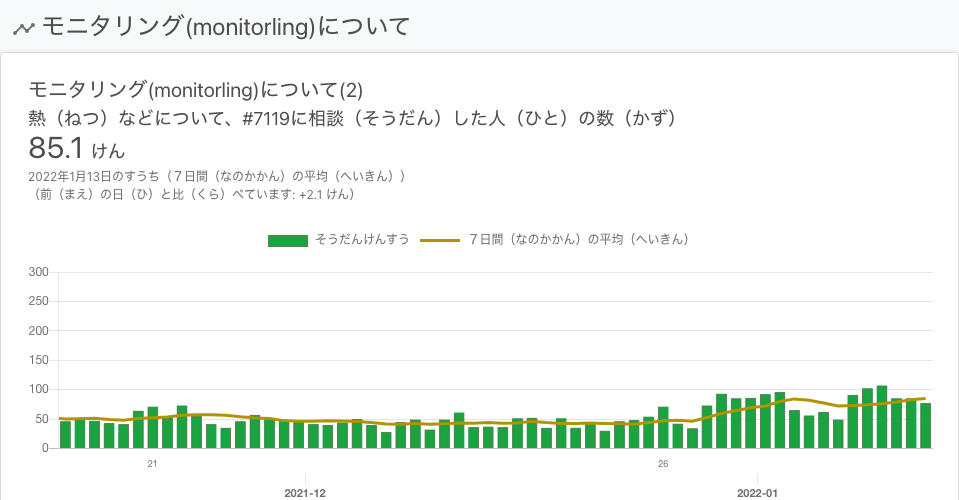 モニタリング(monitorling)について
モニタリング(monitorling)について(2)
熱（ねつ）などについて、#7119に相談（そうだん）した人（ひと）の数（かず）
85.1 けん
2022年1月13日のすうち（７日間（なのかかん）の平均（へいきん））
（前（まえ）の日（ひ）と比（くら）べています: +2.1 けん）
そうだんけんすう ７日間（なのかかん）の平均（へいきん）
300
250
200
150
100
50
0
21 26
2021-12 2022-01